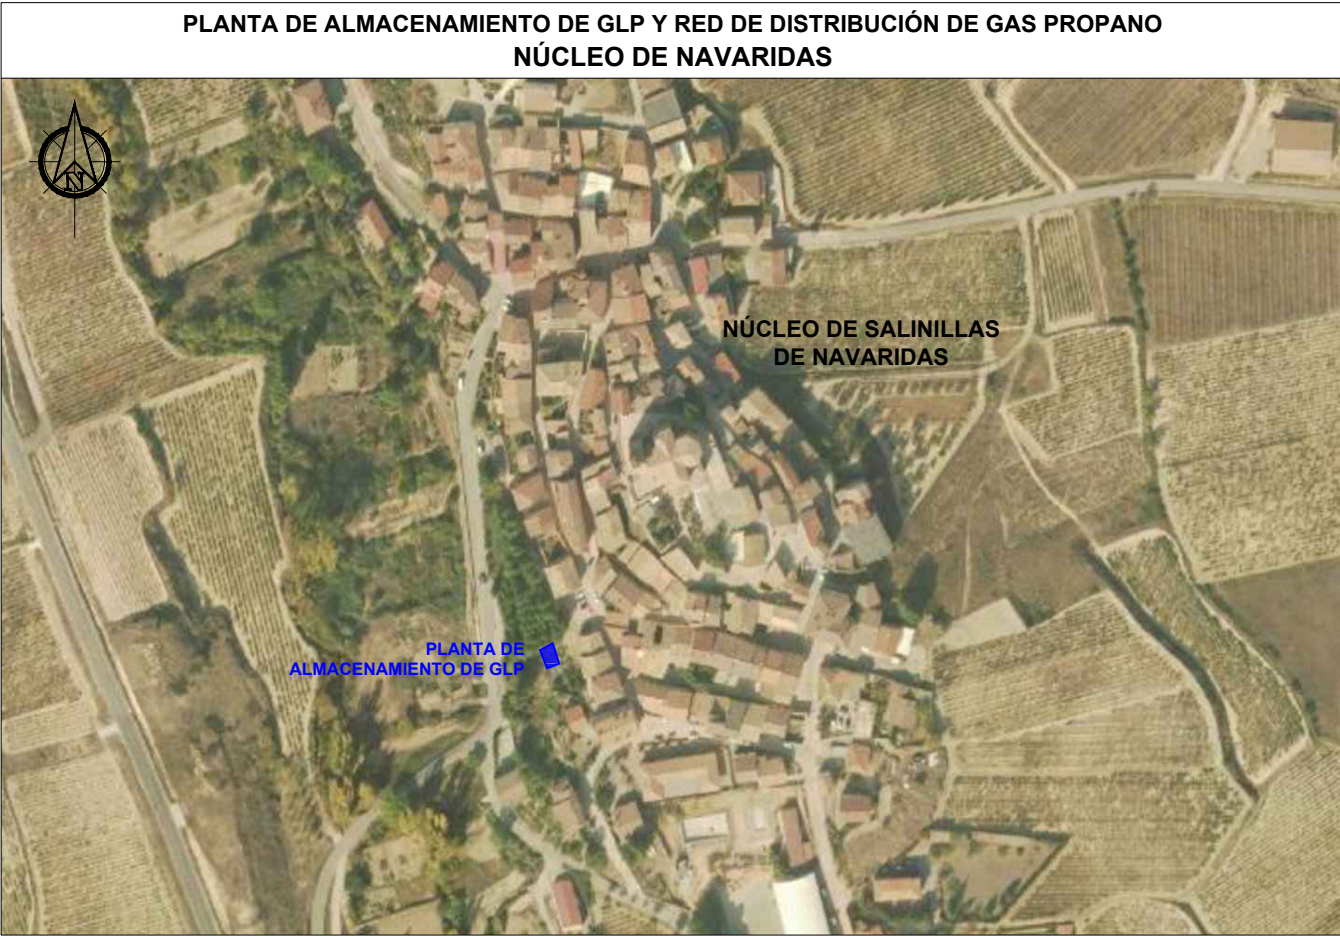 PLANTA DE ALMACENAMIENTO DE GLP Y RED DE DISTRIBUCIÓN DE GAS PROPANO
NÚCLEO DE NAVARIDAS
N
NÚCLEO DE SALINILLAS
DE NAVARIDAS
PLANTA DE
ALMACENAMIENTO DE GLP